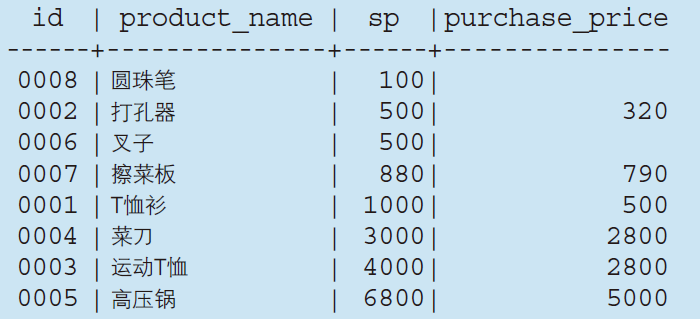 id | product_name | sp |purchase_price
------+---------------+------+---------------
0008 | 圆珠笔 | 100|
0002 | 打孔器 | 500| 320
0006 | 叉子 | 500|
0007 | 擦菜板 | 880| 790
0001 | T恤衫 | 1000| 500
0004 | 菜刀 | 3000| 2800
0003 | 运动T恤 | 4000| 2800
0005 | 高压锅 | 6800| 5000